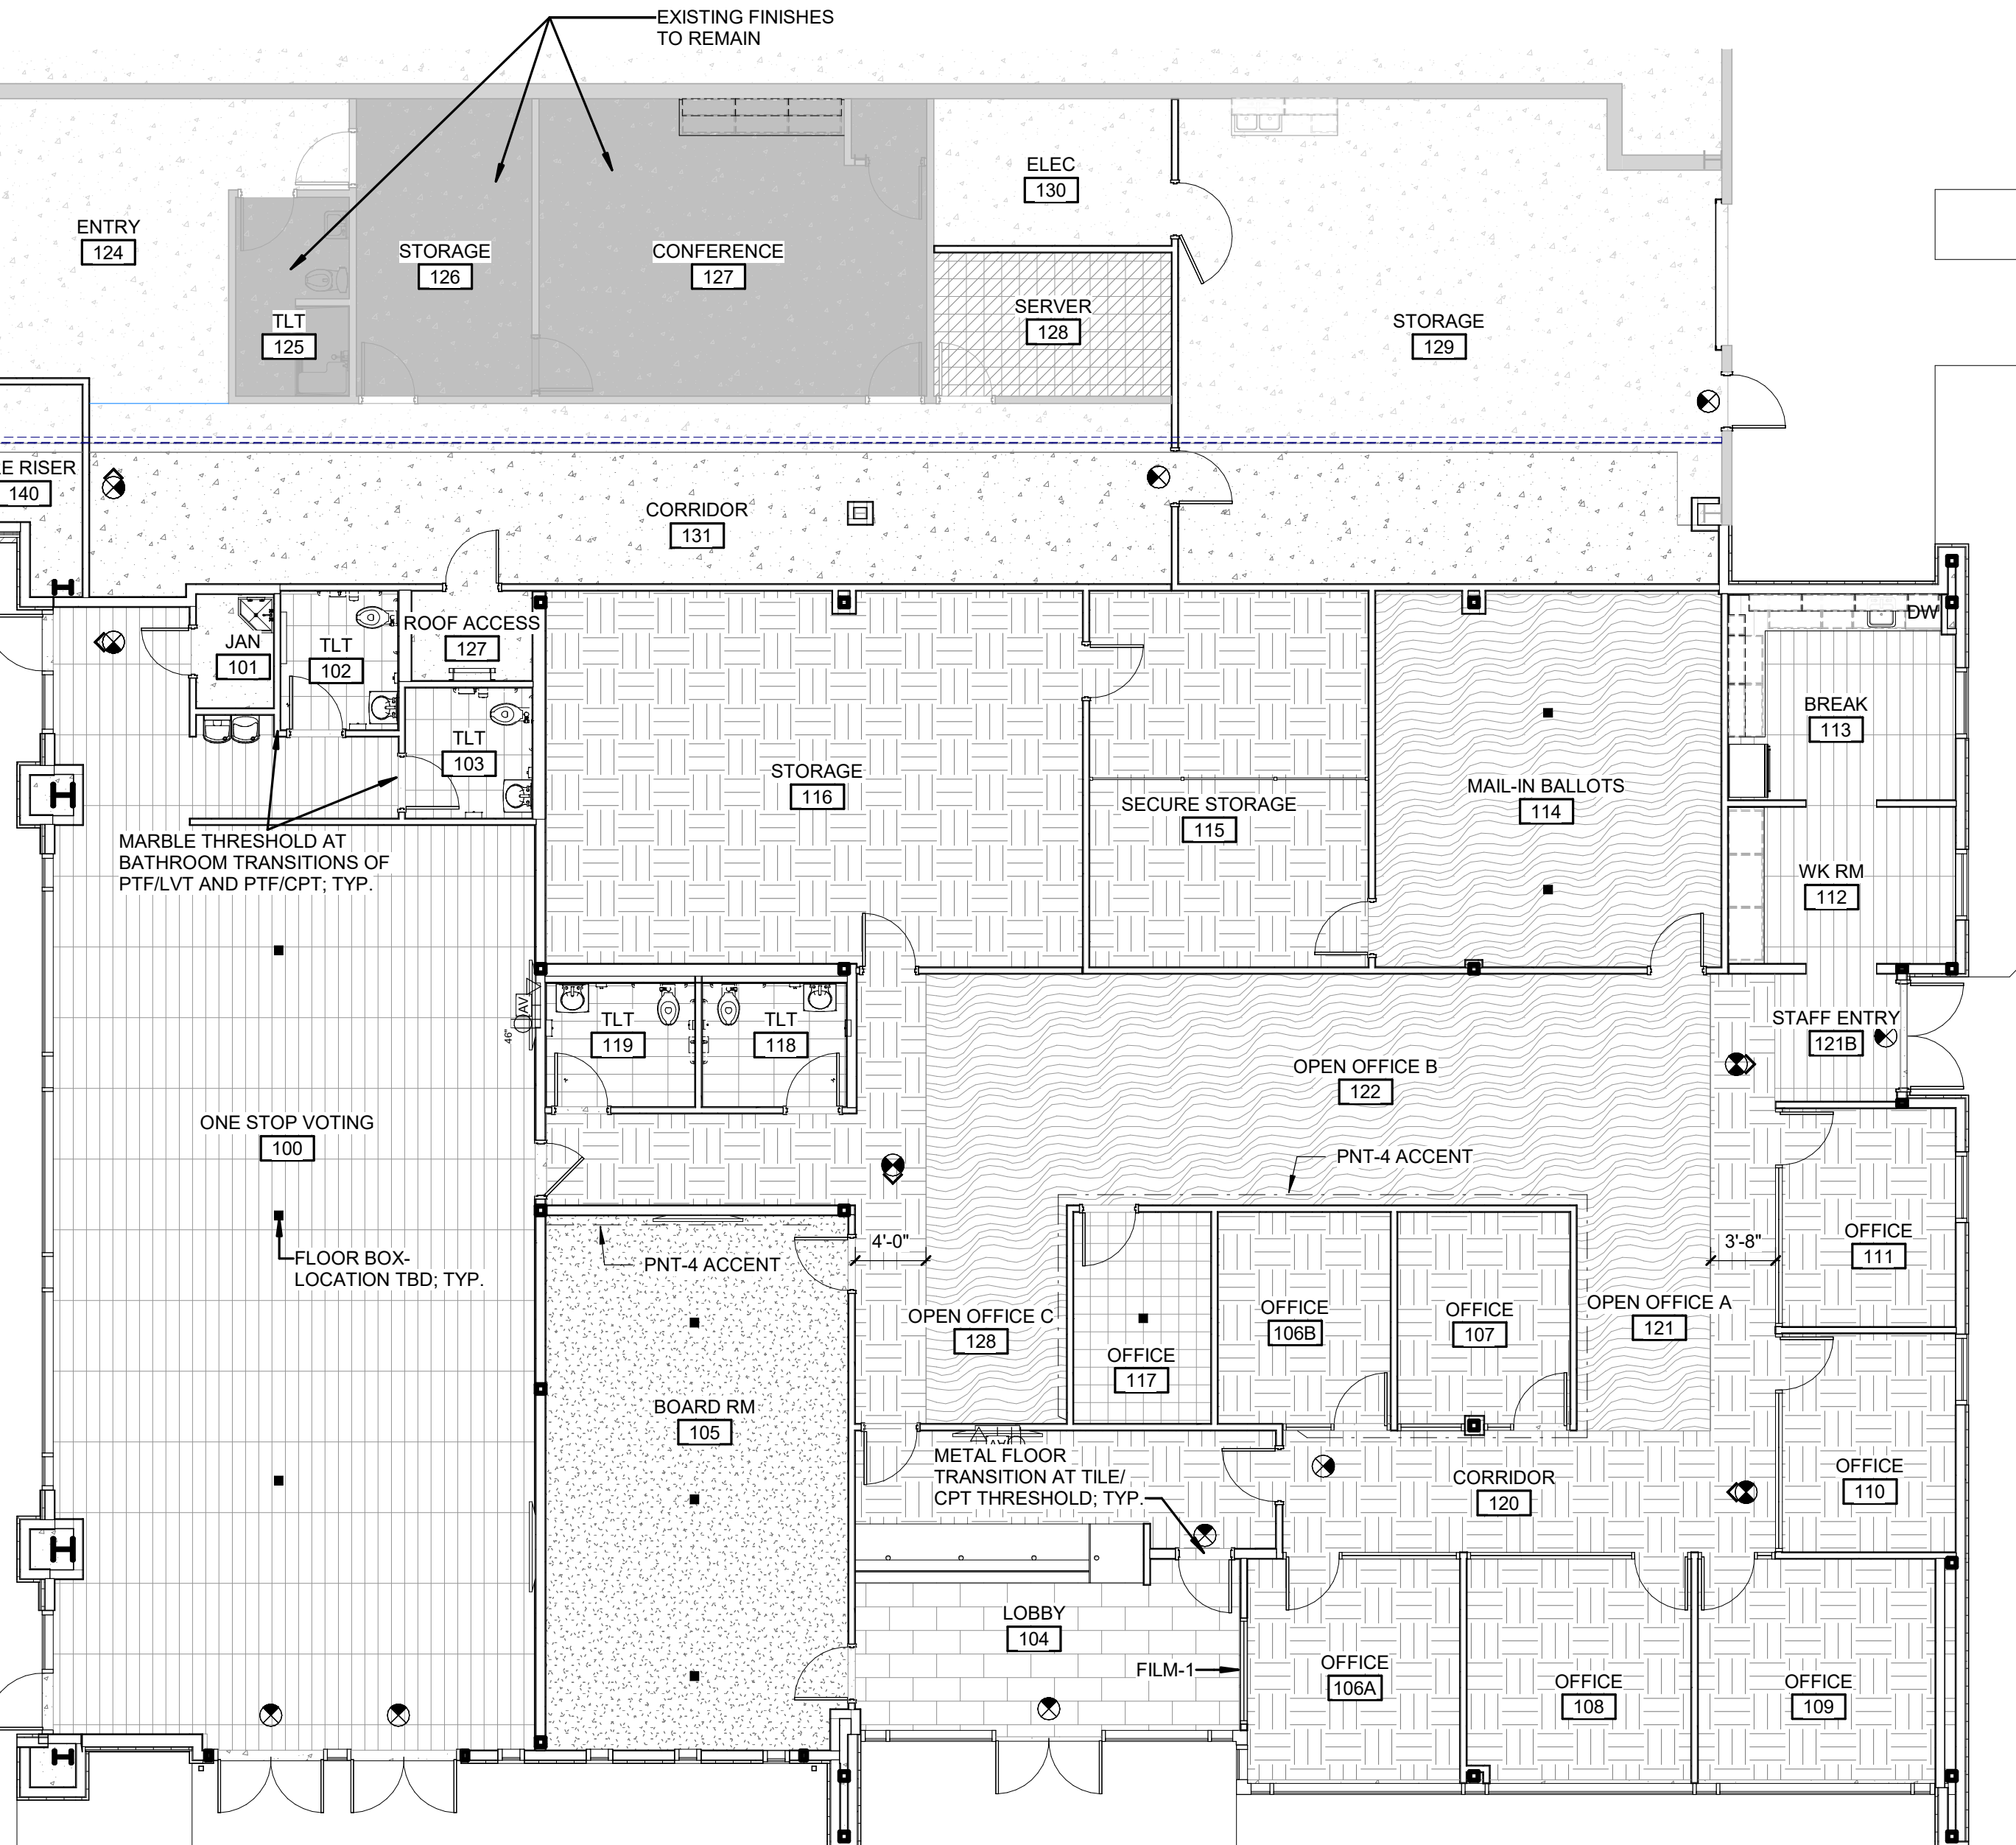 EXISTING FINISHES
TO REMAIN
ELEC
130
ENTRY
124
STORAGE
126
CONFERENCE
127
SERVER
128
TLT
125
STORAGE
129
E RISER
140
CORRIDOR
131
DW
JAN
101
TLT
102
ROOF ACCESS
127
TLT
103
BREAK
113
STORAGE
116
SECURE STORAGE
115
MAIL-IN BALLOTS
114
MARBLE THRESHOLD AT
BATHROOM TRANSITIONS OF
PTF/LVT AND PTF/CPT; TYP.
WK RM
112
AV
46"
TLT
119
TLT
118
STAFF ENTRY
121B
OPEN OFFICE B
122
ONE STOP VOTING
100
PNT-4 ACCENT
FLOOR BOX-
LOCATION TBD; TYP.
PNT-4 ACCENT
4'-0"
3'-8"
OFFICE
111
OPEN OFFICE C
128
OFFICE
106B
OFFICE
107
OPEN OFFICE A
121
OFFICE
117
BOARD RM
105
METAL FLOOR
TRANSITION AT TILE/
CPT THRESHOLD; TYP.
CORRIDOR
120
OFFICE
110
LOBBY
104
FILM-1
OFFICE
106A
OFFICE
108
OFFICE
109